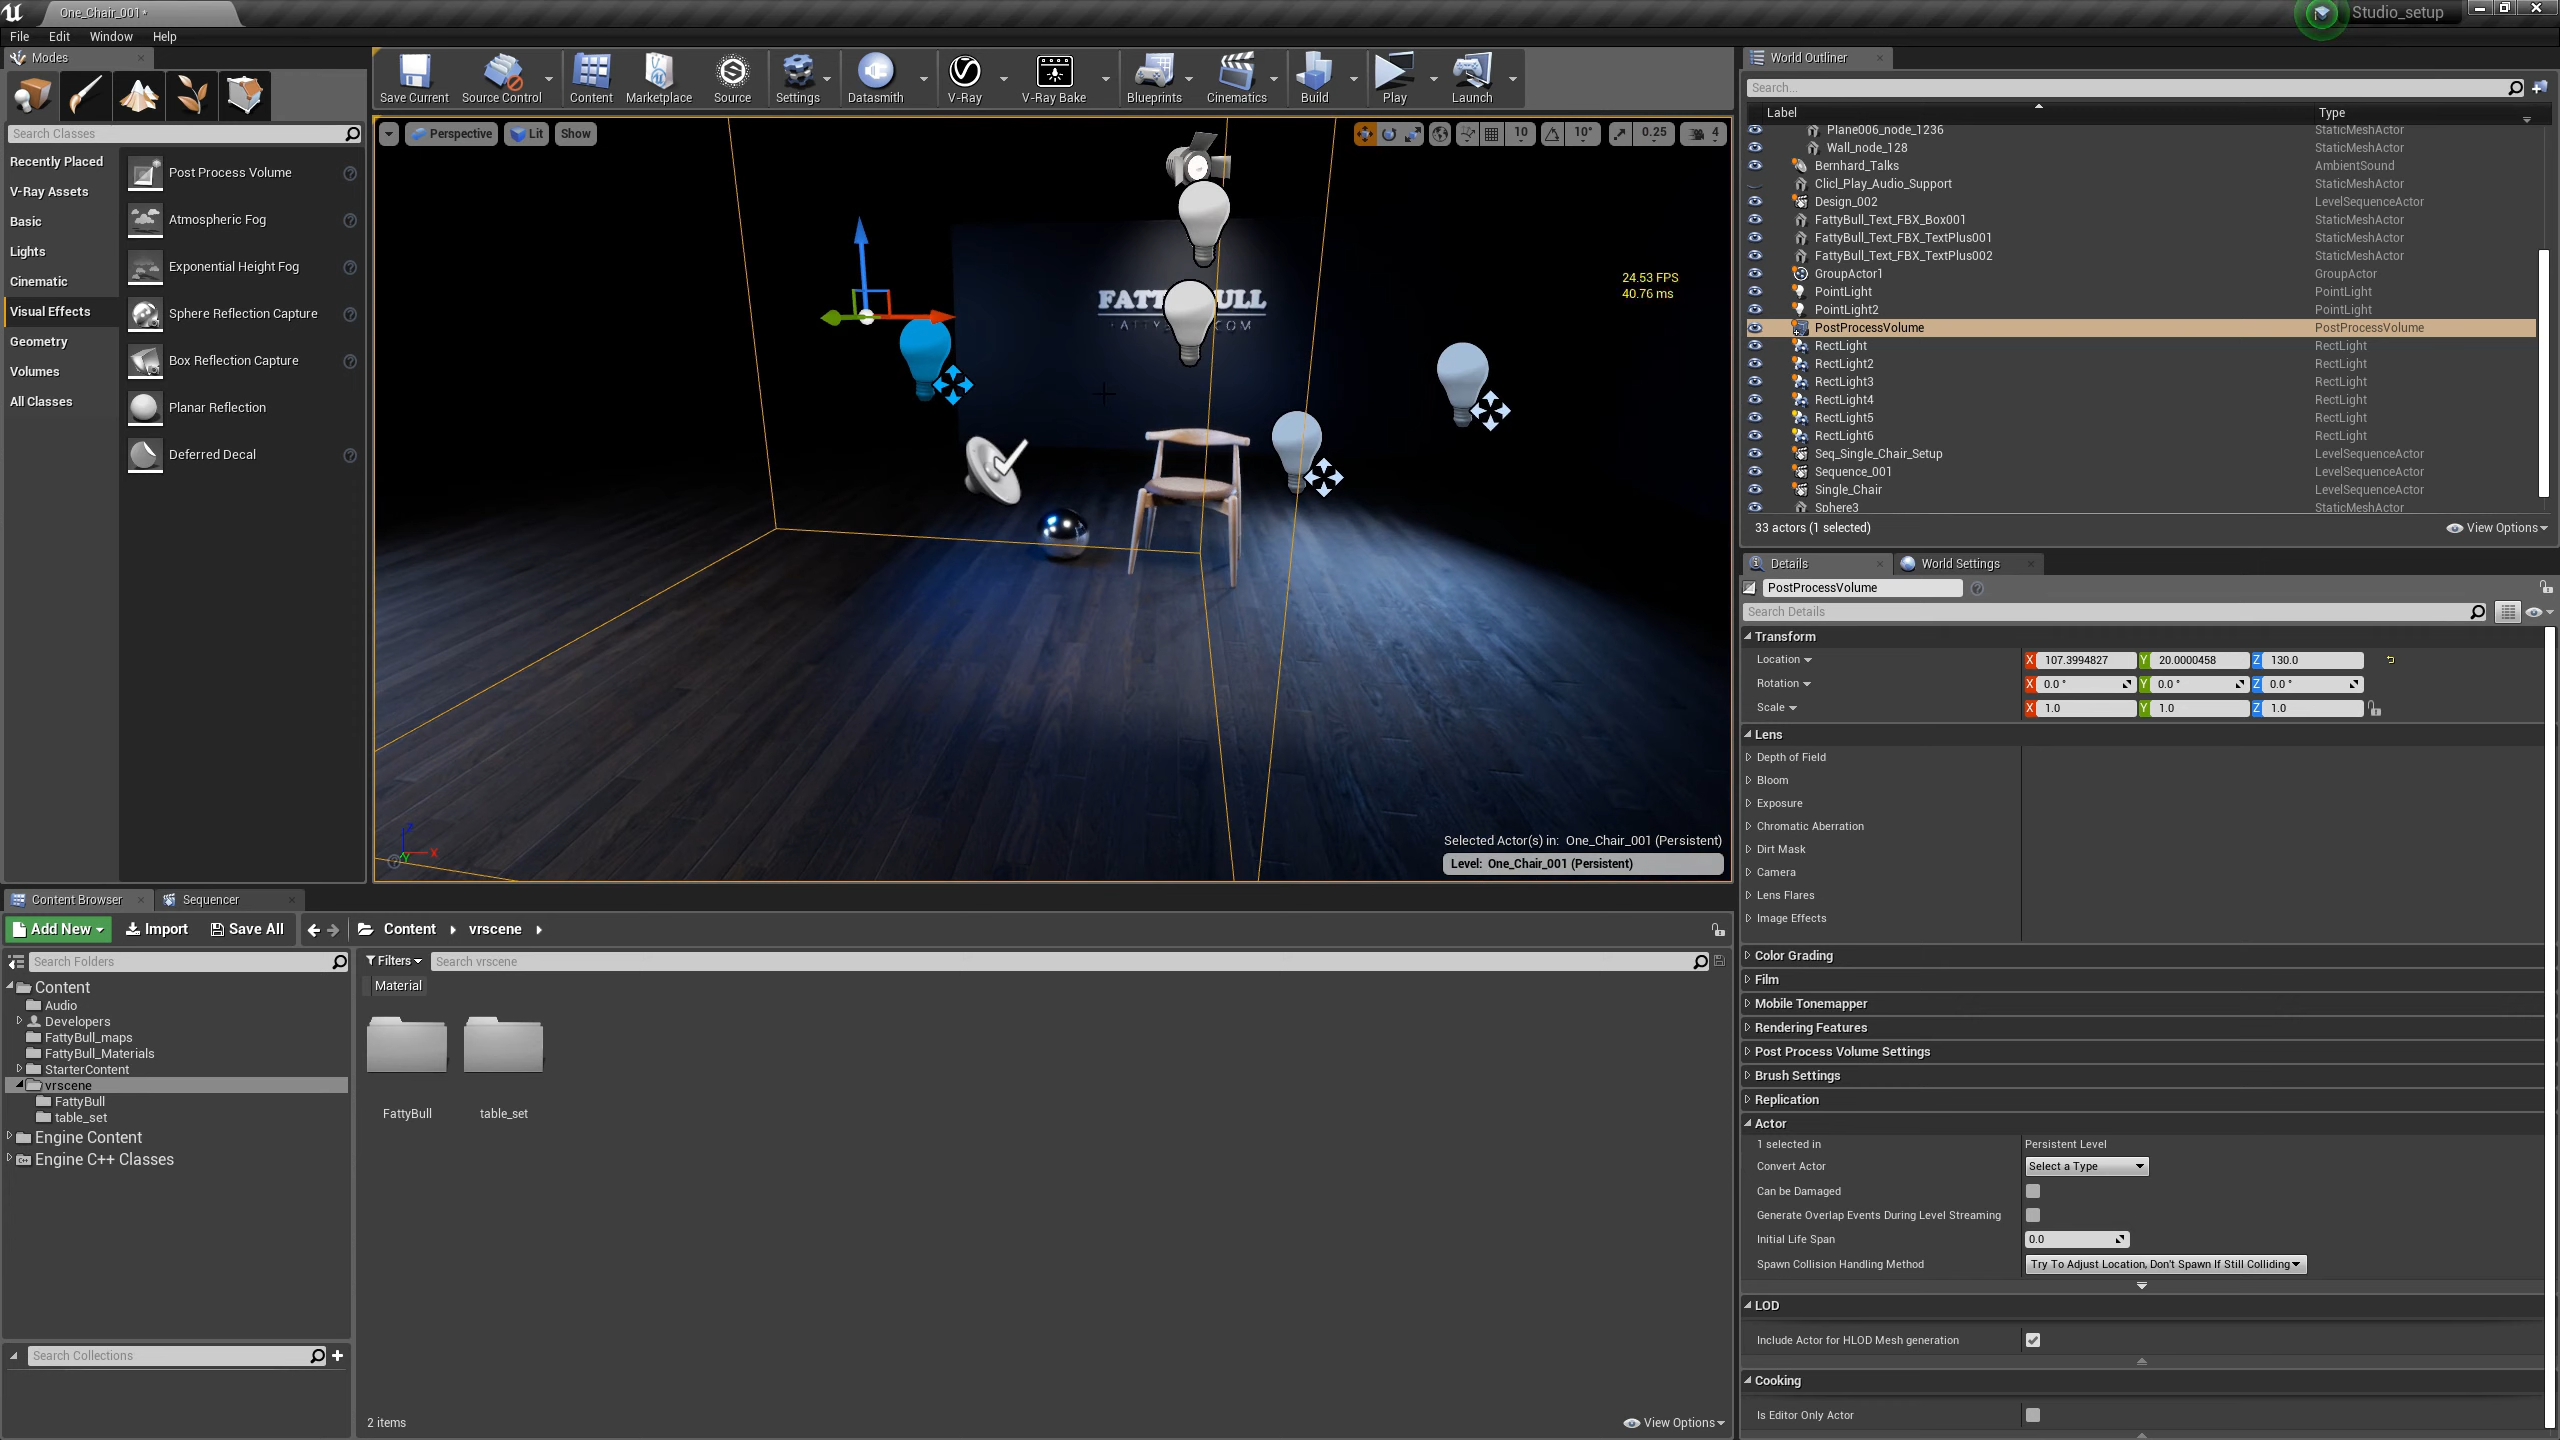 One_Chair_001*
Studio_setup
File Edit Window Help
Modes
Search Classes
Recently Placed
V-Ray Assets
Basic
Lights
Cinematic
Visual Effects
Geometry
Volumes
All Classes
Post Process Volume
Atmospheric Fog
Exponential Height Fog
Sphere Reflection Capture
Box Reflection Capture
Planar Reflection
Deferred Decal
Save Current Source Control Content Marketplace Source Settings Datasmith V-Ray V-Ray Bake Blueprints Cinematics Build Play Launch
Perspective Lit Show
10 10° 0.25 4
24.53 FPS
40.76 ms
Selected Actor(s) in: One_Chair_001 (Persistent)
Level: One_Chair_001 (Persistent)
World Outliner
Search...
Label Type
Plane006_node_1236 StaticMeshActor
Wall_node_128 StaticMeshActor
Bernhard_Talks AmbientSound
Clicl_Play_Audio_Support StaticMeshActor
Design_002 LevelSequenceActor
FattyBull_Text_FBX_Box001 StaticMeshActor
FattyBull_Text_FBX_TextPlus001 StaticMeshActor
FattyBull_Text_FBX_TextPlus002 StaticMeshActor
GroupActor1 GroupActor
PointLight PointLight
PointLight2 PointLight
PostProcessVolume PostProcessVolume
RectLight RectLight
RectLight2 RectLight
RectLight3 RectLight
RectLight4 RectLight
RectLight5 RectLight
RectLight6 RectLight
Seq_Single_Chair_Setup LevelSequenceActor
Sequence_001 LevelSequenceActor
Single_Chair LevelSequenceActor
Sphere3 StaticMeshActor
33 actors (1 selected) View Options
Details World Settings
PostProcessVolume
Search Details
Transform
Location X 107.3994827 Y 20.0000458 Z 130.0
Rotation X 0.0 ° Y 0.0 ° Z 0.0 °
Scale X 1.0 Y 1.0 Z 1.0
Lens
Depth of Field
Bloom
Exposure
Chromatic Aberration
Dirt Mask
Camera
Lens Flares
Image Effects
Color Grading
Film
Mobile Tonemapper
Rendering Features
Post Process Volume Settings
Brush Settings
Replication
Actor
1 selected in Persistent Level
Convert Actor Select a Type
Can be Damaged
Generate Overlap Events During Level Streaming
Initial Life Span 0.0
Spawn Collision Handling Method Try To Adjust Location, Don't Spawn If Still Colliding
LOD
Include Actor for HLOD Mesh generation
Cooking
Is Editor Only Actor
Content Browser Sequencer
Add New Import Save All Content vrscene
Search Folders
Content
Audio
Developers
FattyBull_maps
FattyBull_Materials
StarterContent
vrscene
FattyBull
table_set
Engine Content
Engine C++ Classes
Search Collections
Filters Search vrscene
Material
FattyBull table_set
2 items View Options